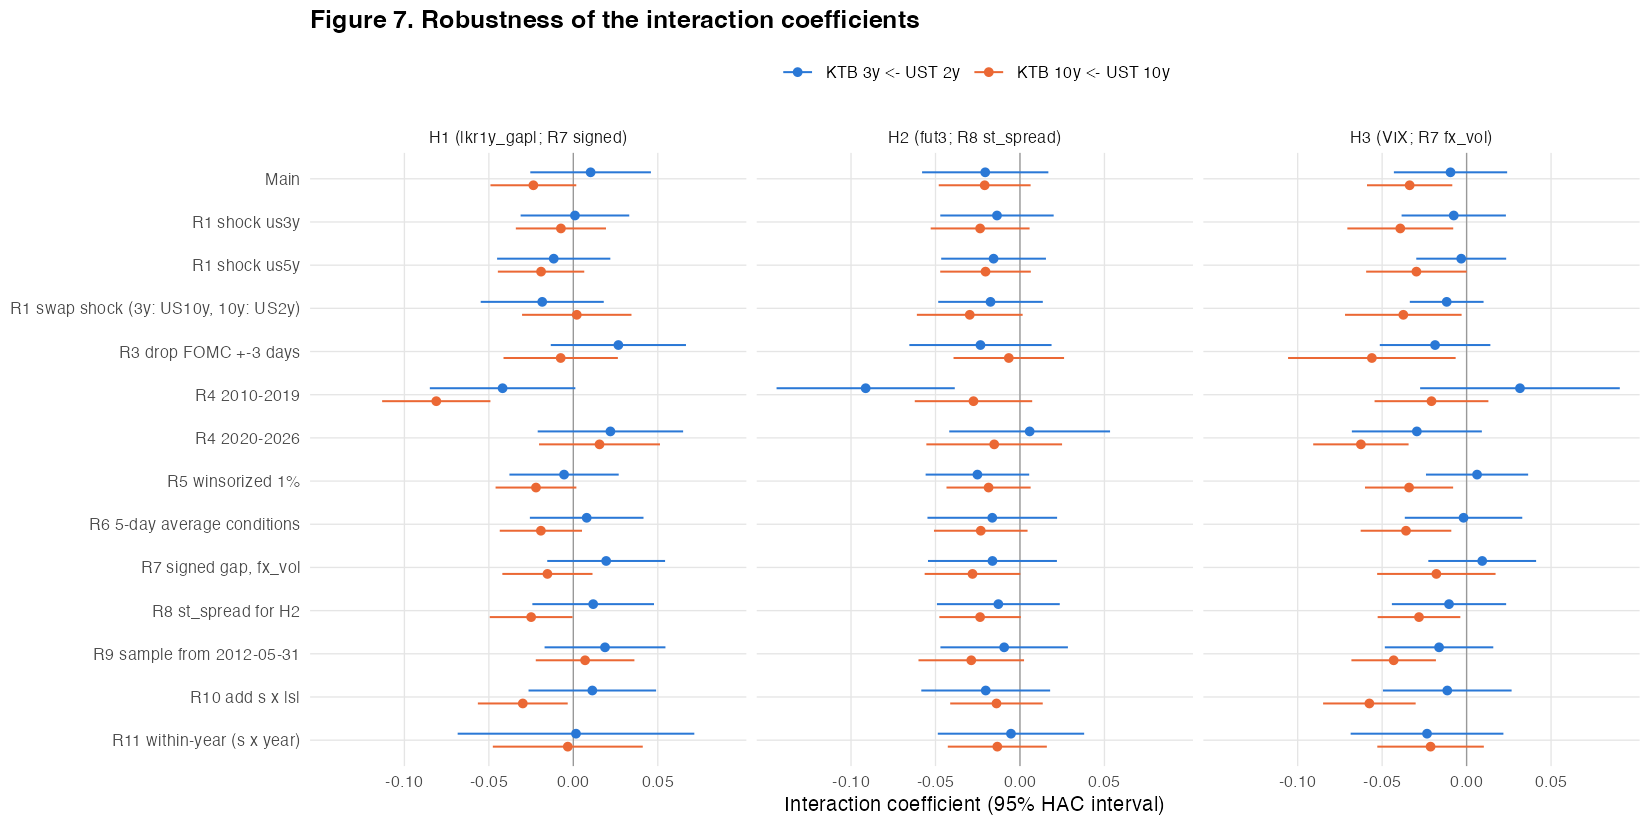 Figure 7. Robustness of the interaction coefficients
KTB 3y <- UST 2y
KTB 10y <- UST 10y
H1 (|kr1y_gap|; R7 signed)
H2 (fut3; R8 st_spread)
H3 (VIX; R7 fx_vol)
Main
R1 shock us3y
R1 shock us5y
R1 swap shock (3y: US10y, 10y: US2y)
R3 drop FOMC +-3 days
R4 2010-2019
R4 2020-2026
R5 winsorized 1%
R6 5-day average conditions
R7 signed gap, fx_vol
R8 st_spread for H2
R9 sample from 2012-05-31
R10 add s x |s|
R11 within-year (s x year)
-0.10 -0.05 0.00 0.05
-0.10 -0.05 0.00 0.05
-0.10 -0.05 0.00 0.05
Interaction coefficient (95% HAC interval)